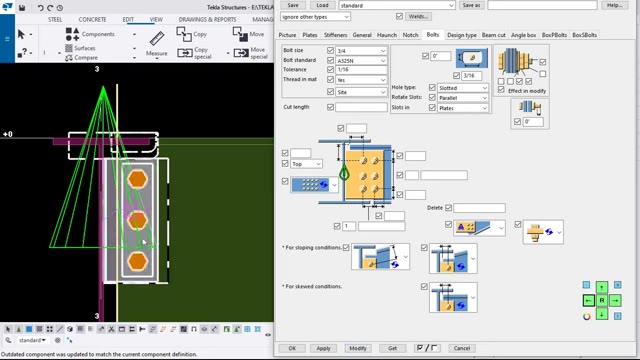 Tekla Structures - E:\TEKLA
STEEL
CONCRETE
EDIT
VIEW
DRAWINGS & REPORTS
MA
Components
Surfaces
Compare
Measure
Copy special
Copy
Move special
Move
3
+0
3
standard
Outdated component was updated to match the current component definition.
Save
Load
standard
Save as
Help...
ignore other types
Welds...
Picture
Plates
Stiffeners
General
Haunch
Notch
Bolts
Design type
Beam cut
Angle box
BoxPBolts
BoxSBolts
Bolt size
3/4
Bolt standard
A325N
Tolerance
1/16
Thread in mat
Yes
Site
Cut length
0"
3/16
Hole type:
Slotted
Rotate Slots:
Parallel
Slots in
Plates
Effect in modify
0"
Top
1
Delete
* For sloping conditions.
* For skewed conditions.
R
OK
Apply
Modify
Get
Cancel